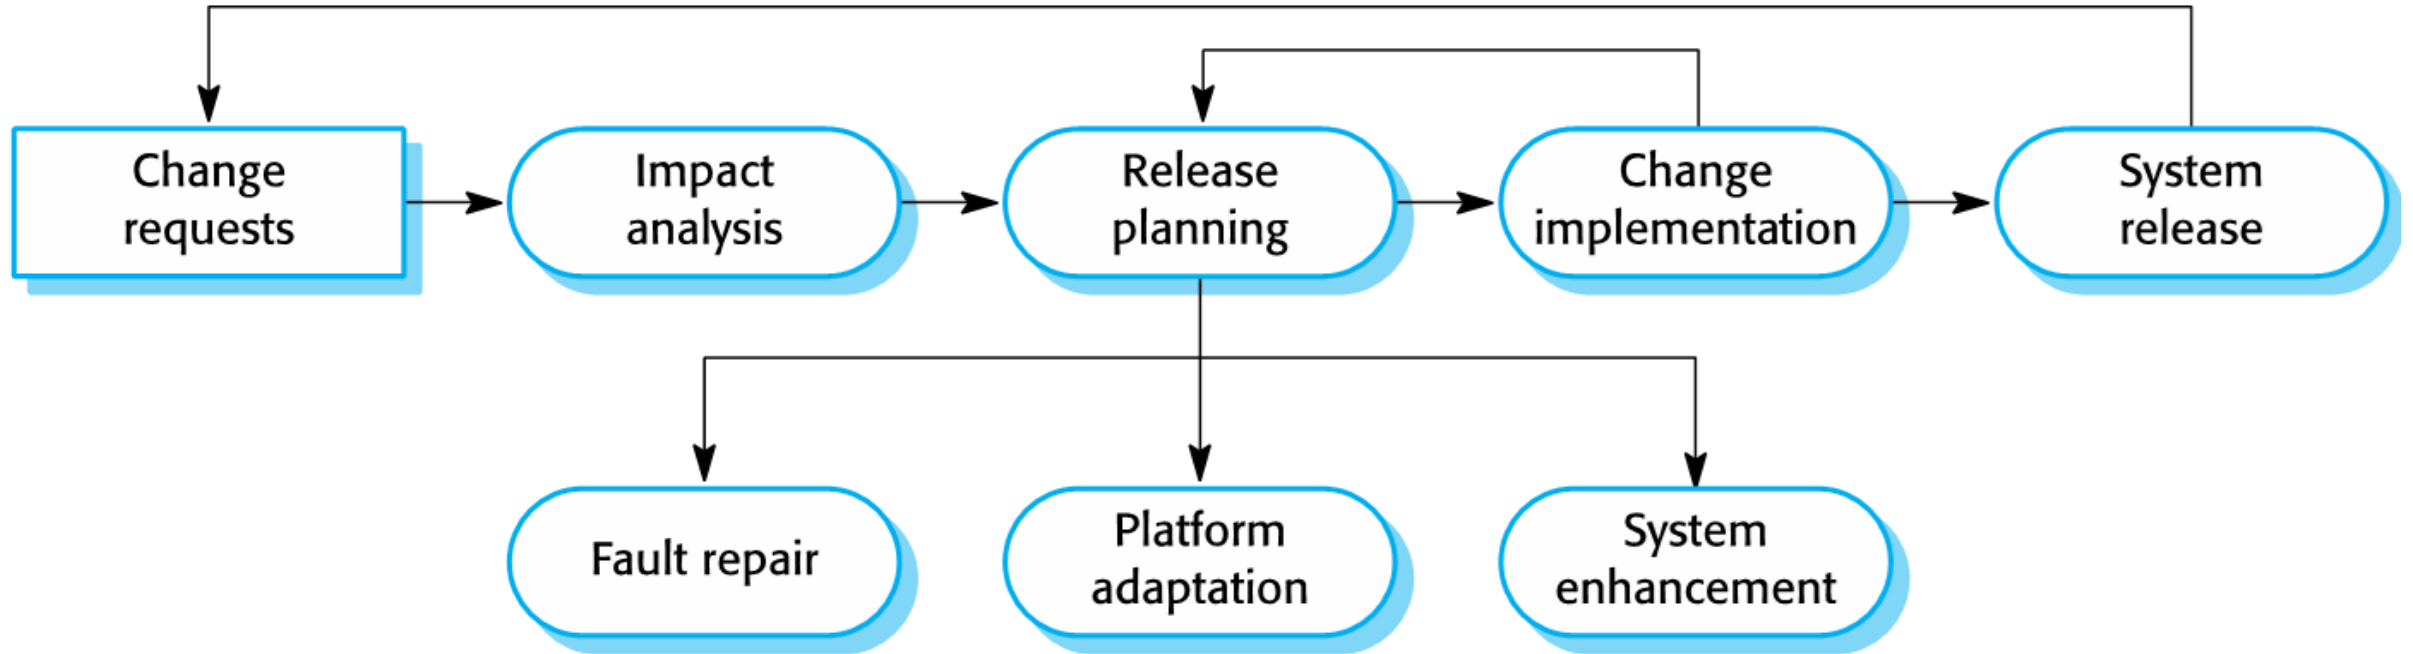 Change
requests
Impact
analysis
Release
planning
Change
implementation
System
release
Fault repair
Platform
adaptation
System
enhancement